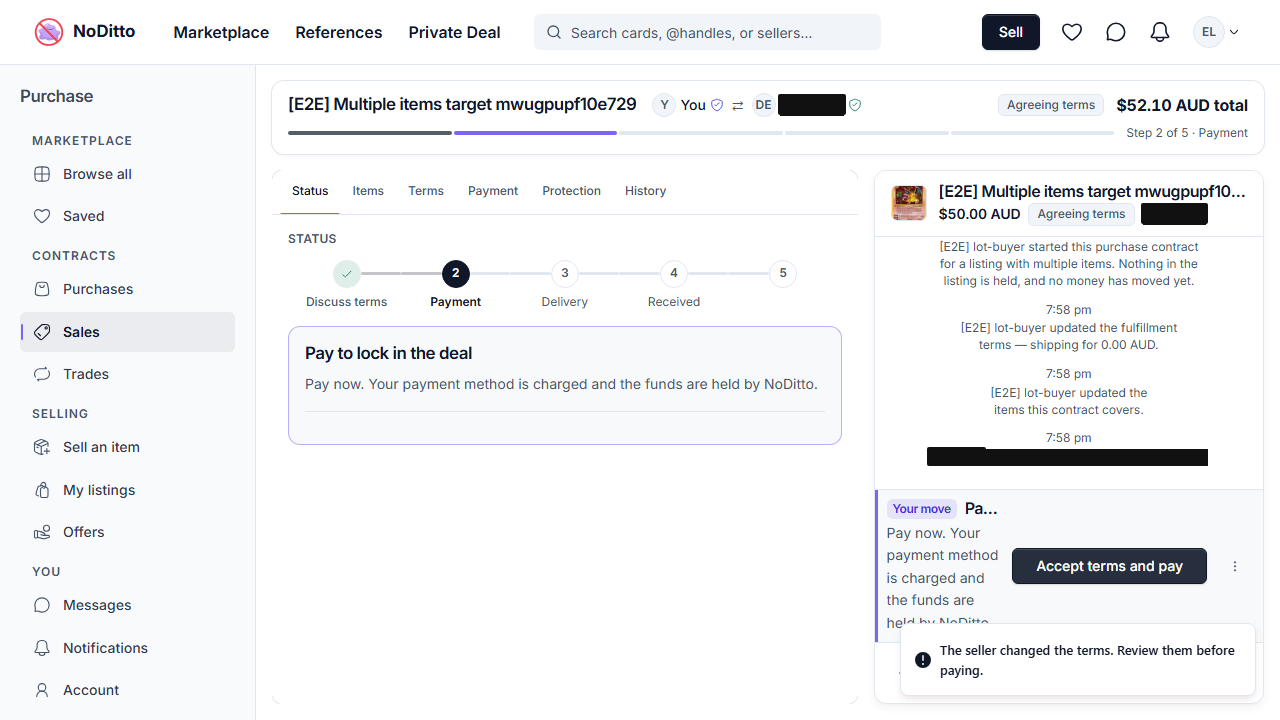 NoDitto
Marketplace
References
Private Deal
Search cards, @handles, or sellers...
Sell
EL
Purchase
MARKETPLACE
Browse all
Saved
CONTRACTS
Purchases
Sales
Trades
SELLING
Sell an item
My listings
Offers
YOU
Messages
Notifications
Account
[E2E] Multiple items target mwugpupf10e729
Y
You
DE
Agreeing terms
$52.10 AUD total
Step 2 of 5 · Payment
Status
Items
Terms
Payment
Protection
History
STATUS
2
3
4
5
Discuss terms
Payment
Delivery
Received
Pay to lock in the deal
Pay now. Your payment method is charged and the funds are held by NoDitto.
[E2E] Multiple items target mwugpupf10...
$50.00 AUD
Agreeing terms
[E2E] lot-buyer started this purchase contract
for a listing with multiple items. Nothing in the
listing is held, and no money has moved yet.
7:58 pm
[E2E] lot-buyer updated the fulfillment
terms — shipping for 0.00 AUD.
7:58 pm
[E2E] lot-buyer updated the
items this contract covers.
7:58 pm
Your move
Pa...
Pay now. Your
payment method
is charged and
the funds are
held by NoDitto
Accept terms and pay
The seller changed the terms. Review them before
paying.